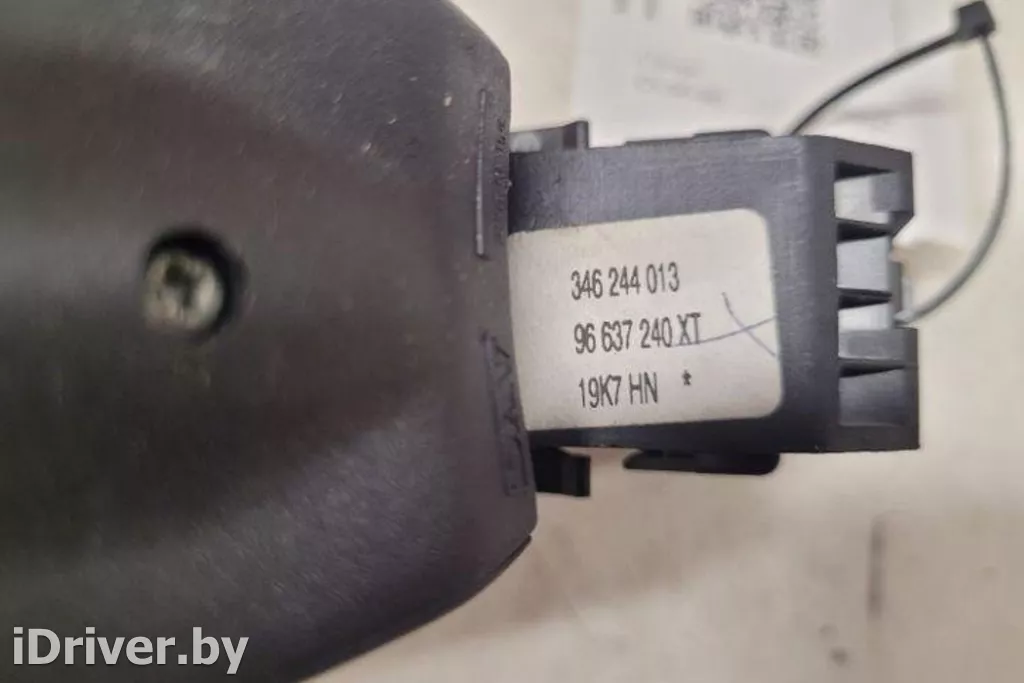 346 244 013
96 637 240 XT
19K7 HN *
iDriver.by